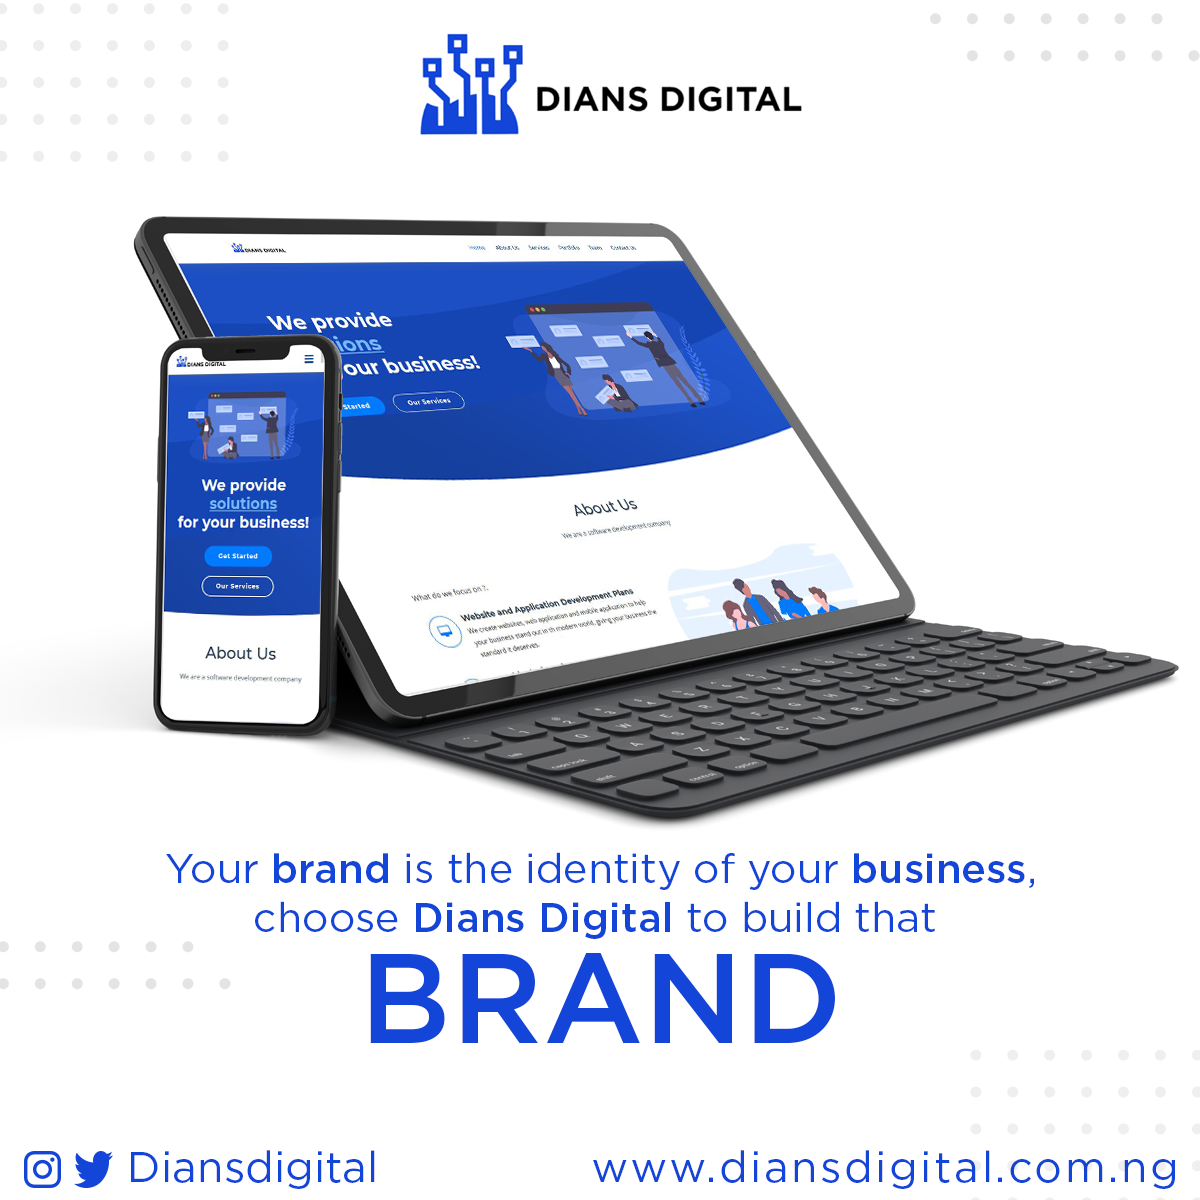 DIANS DIGITAL
DIANS DIGITAL
Home About Us Services Portfolio Team Contact Us
We provide
ions
our business!
Started
Our Services
About Us
We are a software development company
What do we focus on ?.
Website and Application Development Plans
We create websites, web application and mobile application to help
your business stand out in th modern world, giving your business the
standard it deserves.
DIANS DIGITAL
We provide
solutions
for your business!
Get Started
Our Services
About Us
We are a software development company
Your brand is the identity of your business,
choose Dians Digital to build that
BRAND
Diansdigital
www.diansdigital.com.ng